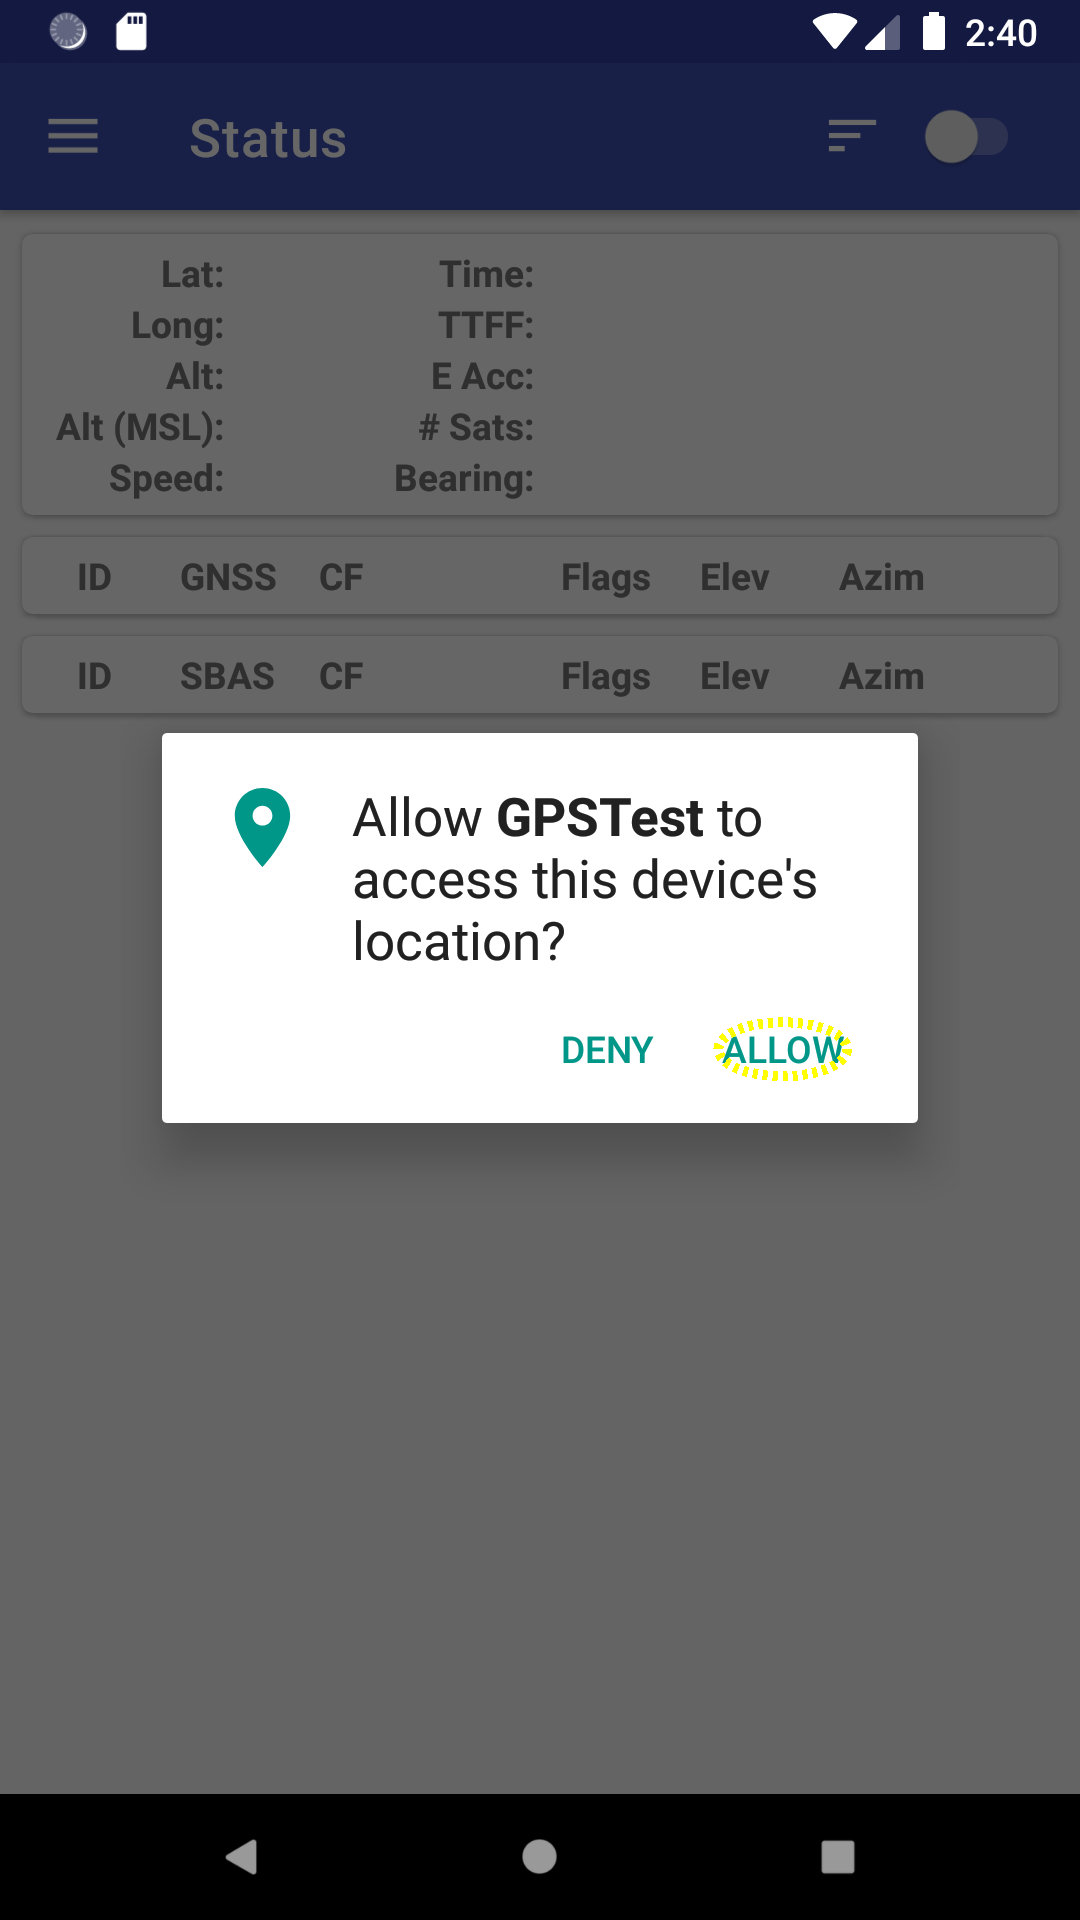 2:40
Status
Lat: Time:
Long: TTFF:
Alt: E Acc:
Alt (MSL): # Sats:
Speed: Bearing:
ID GNSS CF Flags Elev Azim
ID SBAS CF Flags Elev Azim
Allow GPSTest to
access this device's
location?
DENY ALLOW